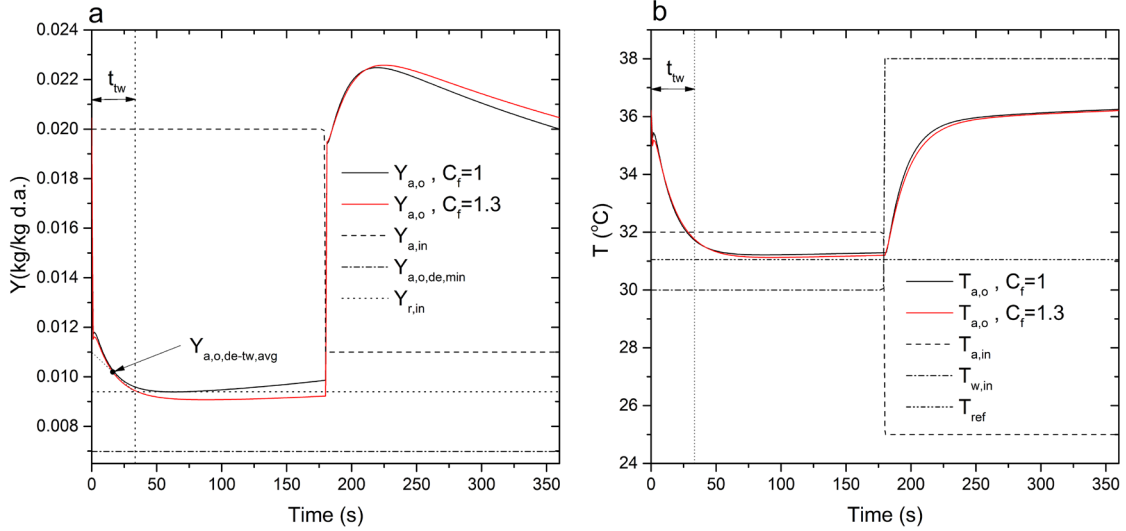 a
0.024
0.022
0.020
0.018
0.016
0.014
0.012
0.010
0.008
Y(kg/kg d.a.)
t_tw
Y_a,o , C_f=1
Y_a,o , C_f=1.3
Y_a,in
Y_a,o,de,min
Y_r,in
Y_a,o,de-tw,avg
0 50 100 150 200 250 300 350
Time (s)
b
38
36
34
32
30
28
26
24
T (°C)
t_tw
T_a,o , C_f=1
T_a,o , C_f=1.3
T_a,in
T_w,in
T_ref
0 50 100 150 200 250 300 350
Time (s)